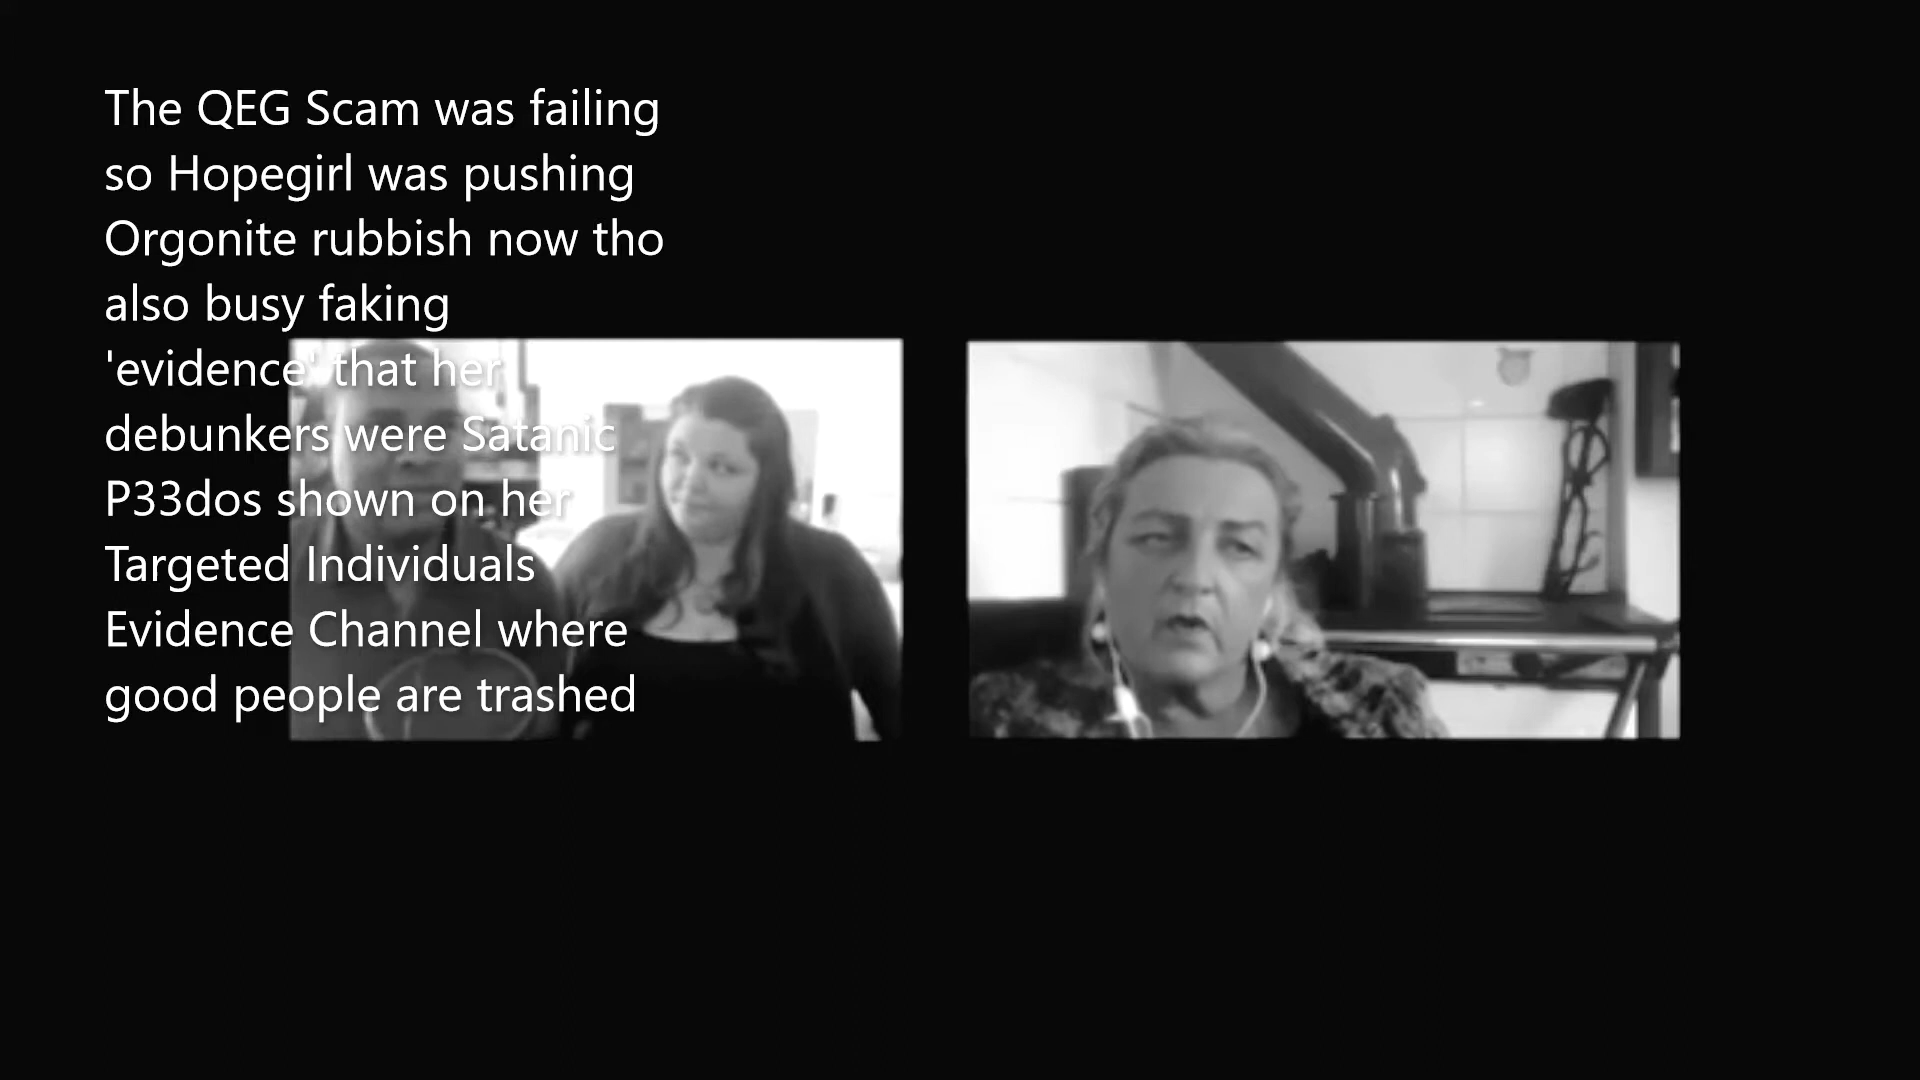 The QEG Scam was failing
so Hopegirl was pushing
Orgonite rubbish now tho
also busy faking
'evidence' that her
debunkers were Satanic
P33dos shown on her
Targeted Individuals
Evidence Channel where
good people are trashed